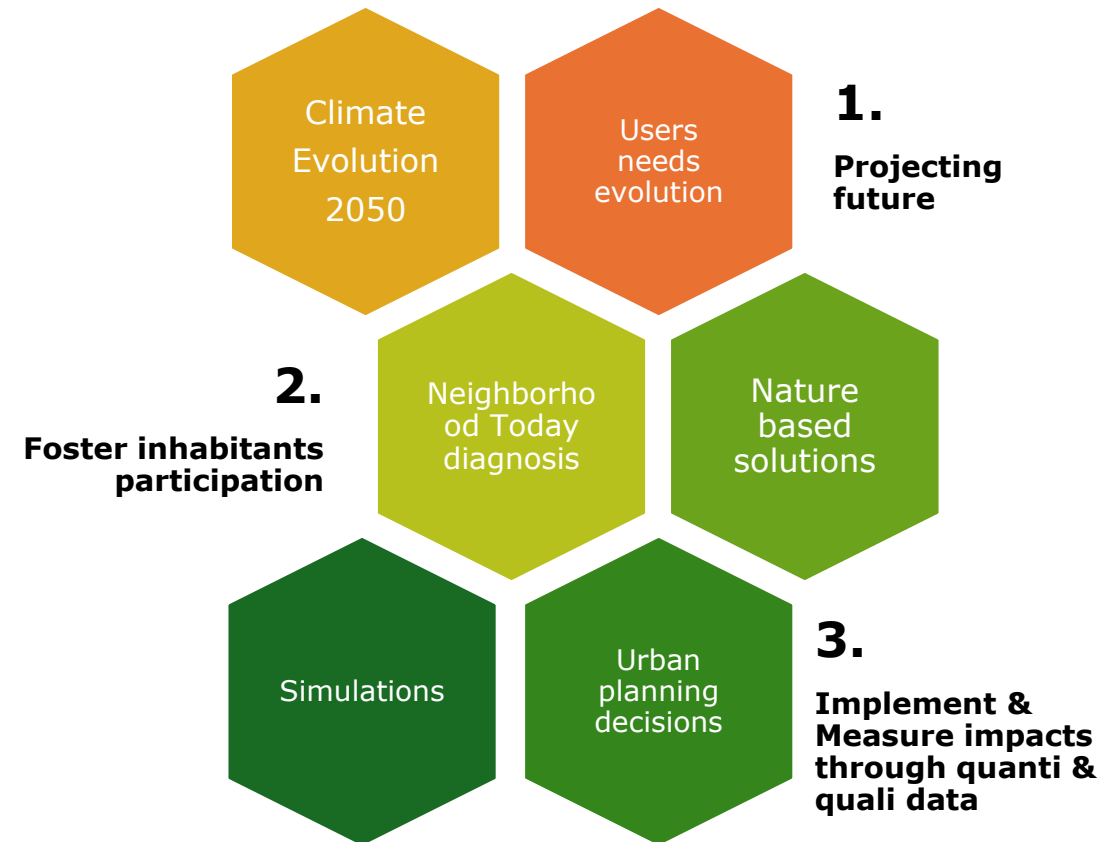 Climate
Evolution
2050
Users
needs
evolution
1.
Projecting
future
2.
Foster inhabitants
participation
Neighborho
od Today
diagnosis
Nature
based
solutions
Simulations
Urban
planning
decisions
3.
Implement &
Measure impacts
through quanti &
quali data